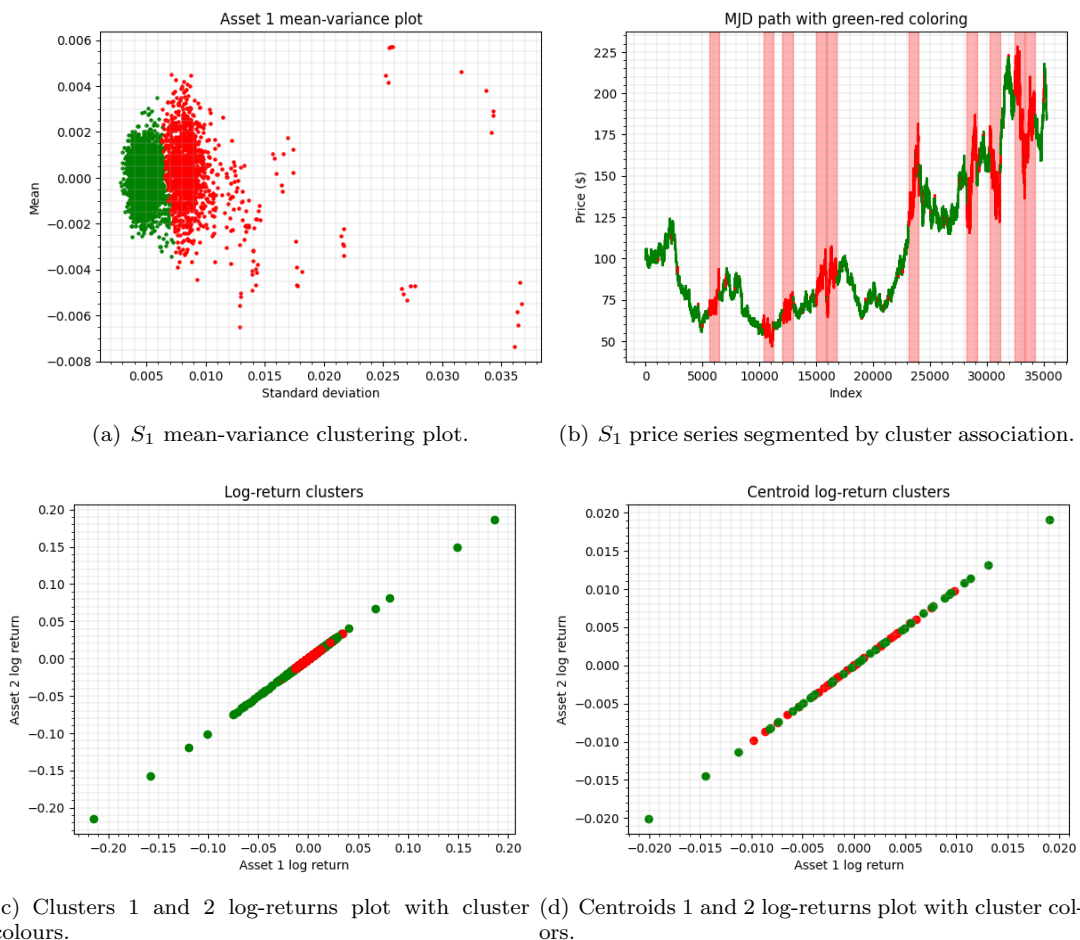 Asset 1 mean-variance plot
0.006
0.004
0.002
0.000
−0.002
−0.004
−0.006
−0.008
Mean
0.005 0.010 0.015 0.020 0.025 0.030 0.035
Standard deviation
(a) S1 mean-variance clustering plot.
MJD path with green-red coloring
225
200
175
150
125
100
75
50
Price ($)
0 5000 10000 15000 20000 25000 30000 35000
Index
(b) S1 price series segmented by cluster association.
Log-return clusters
0.20
0.15
0.10
0.05
0.00
−0.05
−0.10
−0.15
−0.20
Asset 2 log return
−0.20 −0.15 −0.10 −0.05 0.00 0.05 0.10 0.15 0.20
Asset 1 log return
c) Clusters 1 and 2 log-returns plot with cluster
colours.
Centroid log-return clusters
0.020
0.015
0.010
0.005
0.000
−0.005
−0.010
−0.015
−0.020
Asset 2 log return
−0.020 −0.015 −0.010 −0.005 0.000 0.005 0.010 0.015 0.020
Asset 1 log return
(d) Centroids 1 and 2 log-returns plot with cluster col-
ors.